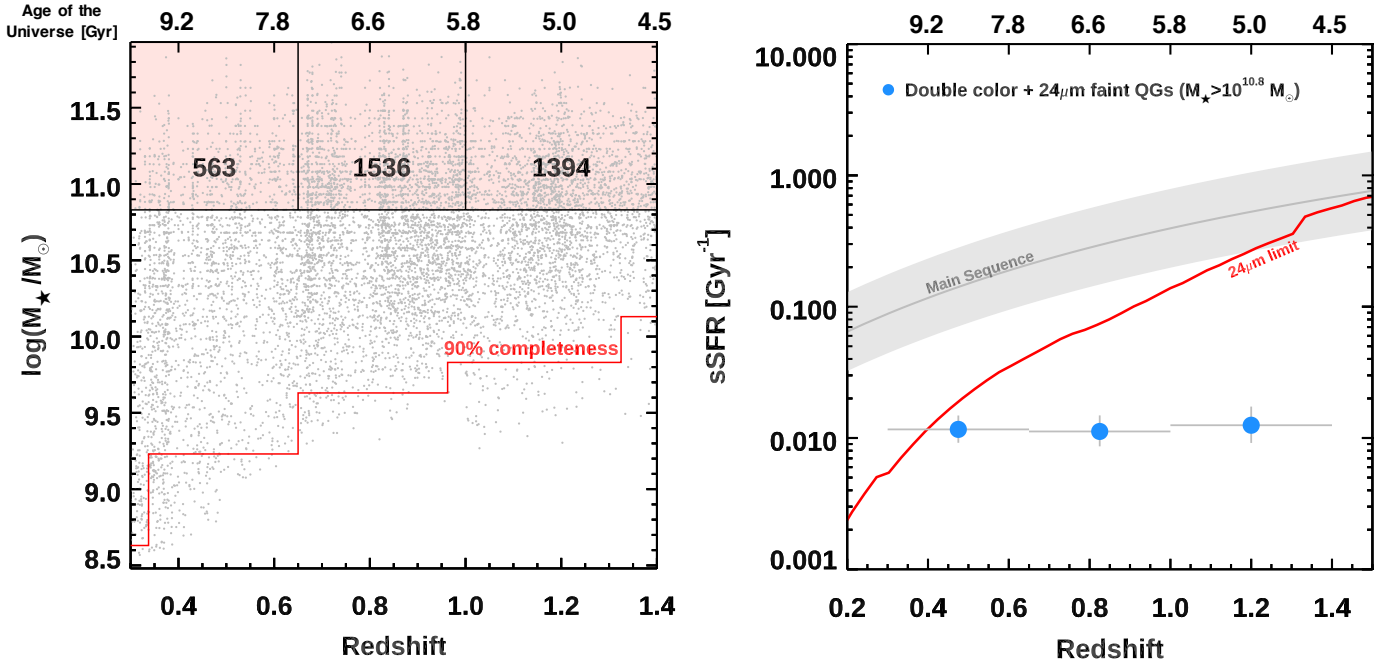 Age of the
Universe [Gyr]
9.2 7.8 6.6 5.8 4.5
11.5
11.0
10.5
10.0
9.5
9.0
8.5
log(M★ /M☉)
563 1536 1394
90% completeness
0.4 0.6 0.8 1.0 1.2 1.4
Redshift
9.2 7.8 6.6 5.8 5.0 4.5
10.000
1.000
0.100
0.010
0.001
sSFR [Gyr⁻¹]
Double color + 24μm faint QGs (M★>10^10.8 M☉)
Main Sequence
24μm limit
0.2 0.4 0.6 0.8 1.0 1.2 1.4
Redshift